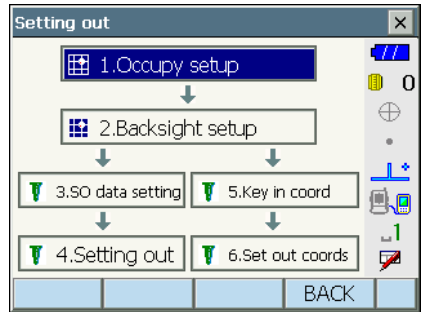 Setting out
1.Occupy setup
0
2.Backsight setup
3.SO data setting
5.Key in coord
4.Setting out
6.Set out coords
1
BACK